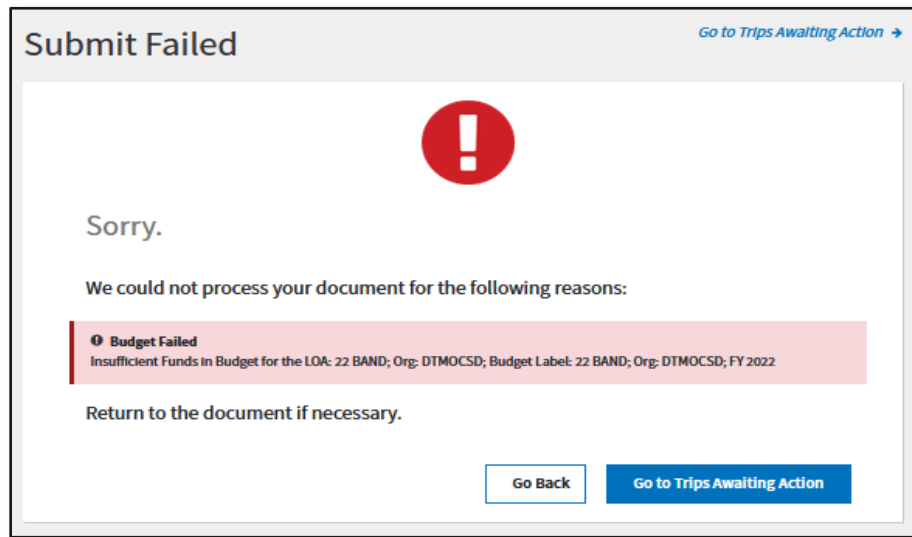 Submit Failed
Go to Trips Awaiting Action →
Sorry.
We could not process your document for the following reasons:
Budget Failed
Insufficient Funds in Budget for the LOA: 22 BAND; Org: DTMOCSD; Budget Label: 22 BAND; Org: DTMOCSD; FY 2022
Return to the document if necessary.
Go Back
Go to Trips Awaiting Action